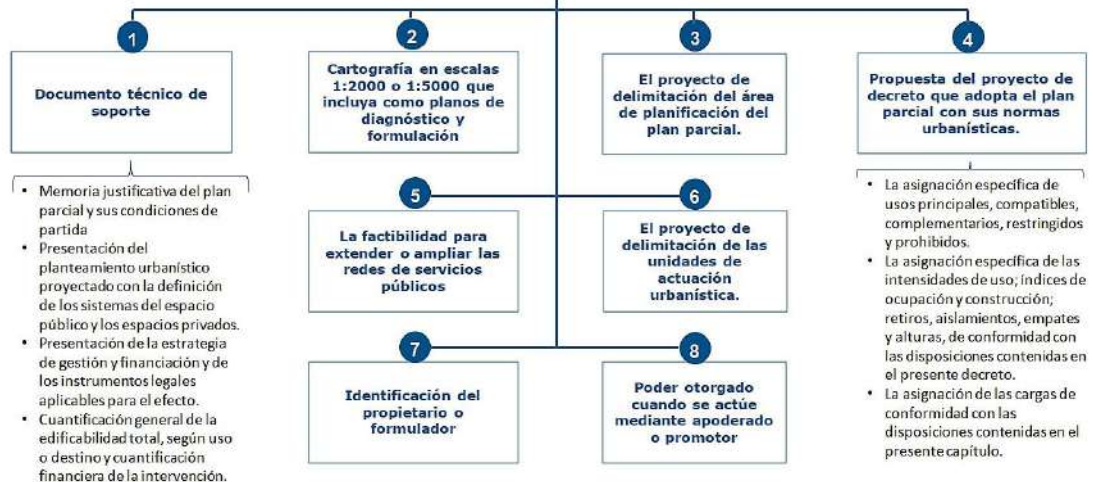 1
Documento técnico de
soporte
• Memoria justificativa del plan
parcial y sus condiciones de
partida
• Presentación del
planteamiento urbanístico
proyectado con la definición
de los sistemas del espacio
público y los espacios privados.
• Presentación de la estrategia
de gestión y financiación y de
los instrumentos legales
aplicables para el efecto.
• Cuantificación general de la
edificabilidad total, según uso
o destino y cuantificación
financiera de la intervención.
2
Cartografía en escalas
1:2000 o 1:5000 que
incluya como planos de
diagnóstico y
formulación
3
El proyecto de
delimitación del área
de planificación del
plan parcial.
4
Propuesta del proyecto de
decreto que adopta el plan
parcial con sus normas
urbanísticas.
• La asignación específica de
usos principales, compatibles,
complementarios, restringidos
y prohibidos.
• La asignación específica de las
intensidades de uso; índices de
ocupación y construcción;
retiros, aislamientos, empates
y alturas, de conformidad con
las disposiciones contenidas en
el presente decreto.
• La asignación de las cargas de
conformidad con las
disposiciones contenidas en el
presente capítulo.
5
La factibilidad para
extender o ampliar las
redes de servicios
públicos
6
El proyecto de
delimitación de las
unidades de
actuación
urbanística.
7
Identificación del
propietario o
formulador
8
Poder otorgado
cuando se actúe
mediante apoderado
o promotor